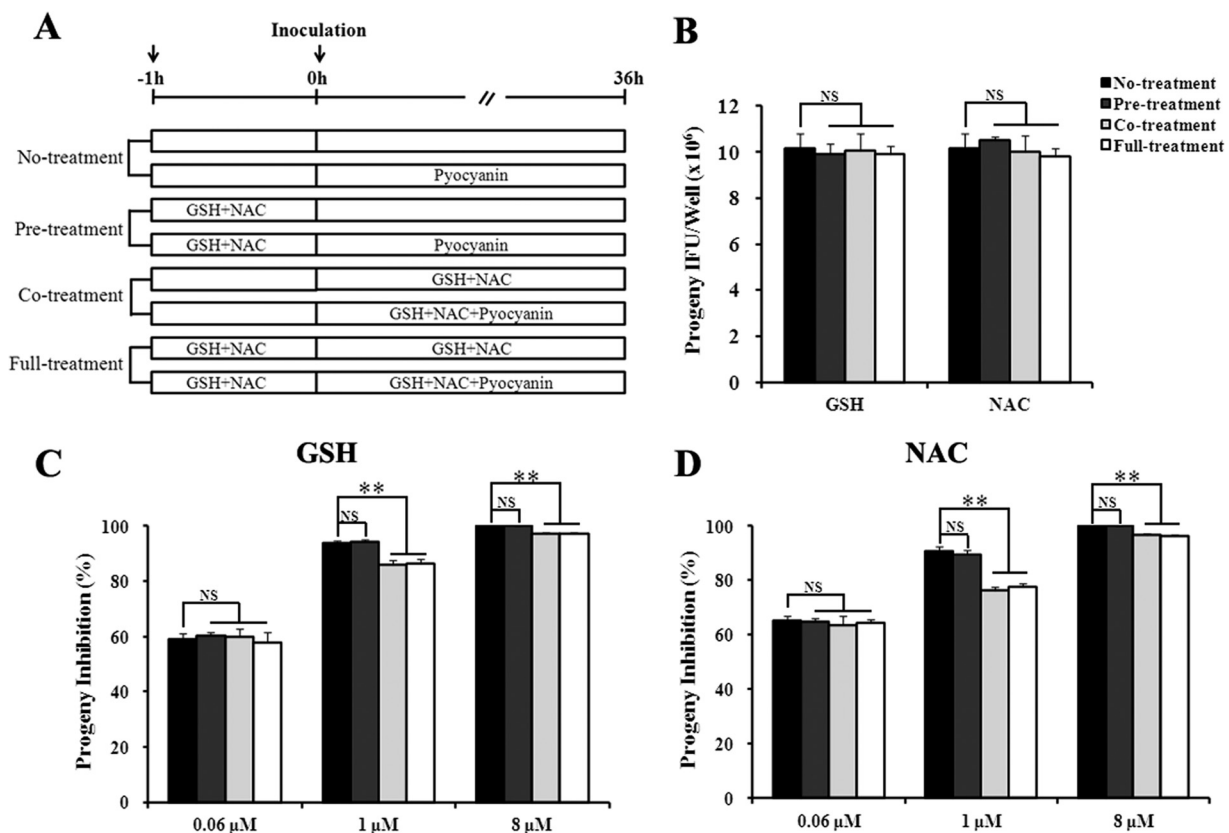 A
Inoculation
-1h
0h
36h
No-treatment
Pyocyanin
Pre-treatment
GSH+NAC
GSH+NAC
Pyocyanin
Co-treatment
GSH+NAC
GSH+NAC+Pyocyanin
Full-treatment
GSH+NAC
GSH+NAC
GSH+NAC
GSH+NAC+Pyocyanin
B
No-treatment
Pre-treatment
Co-treatment
Full-treatment
Progeny IFU/Well (x10⁶)
12
10
8
6
4
2
0
NS
NS
GSH
NAC
C
GSH
Progeny Inhibition (%)
100
80
60
40
20
0
NS
**
NS
**
NS
0.06 µM
1 µM
8 µM
D
NAC
Progeny Inhibition (%)
100
80
60
40
20
0
NS
**
NS
**
NS
0.06 µM
1 µM
8 µM